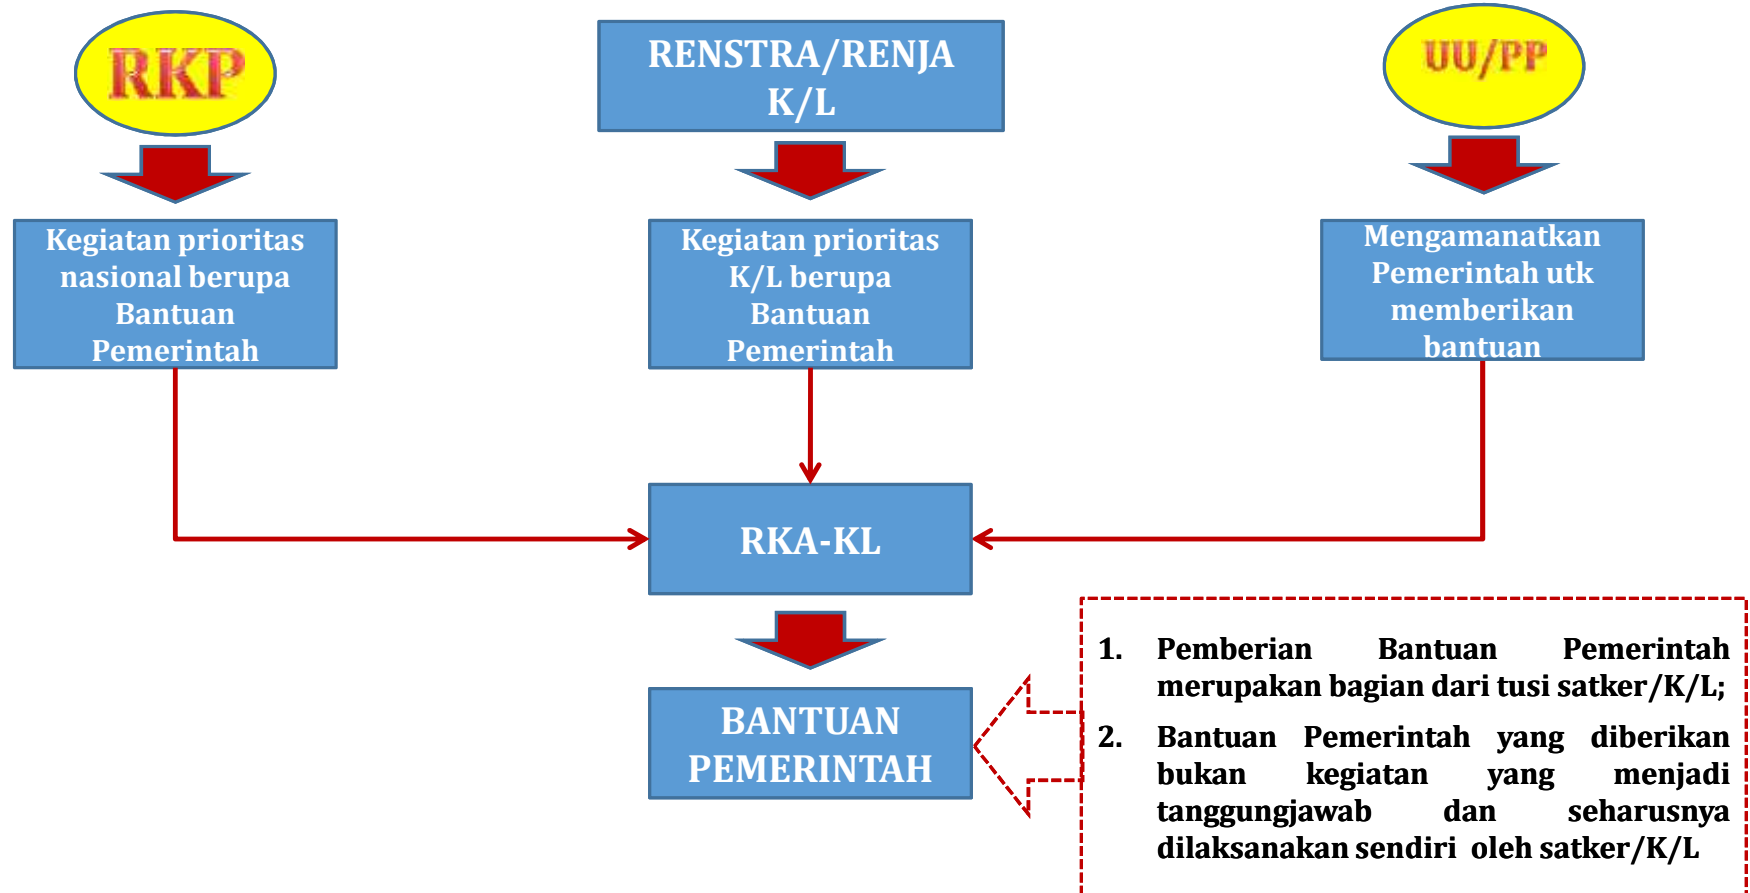 RKP
RENSTRA/RENJA
K/L
UU/PP
Kegiatan prioritas
nasional berupa
Bantuan
Pemerintah
Kegiatan prioritas
K/L berupa
Bantuan
Pemerintah
Mengamanatkan
Pemerintah utk
memberikan
bantuan
RKA-KL
BANTUAN
PEMERINTAH
1. Pemberian Bantuan Pemerintah
merupakan bagian dari tusi satker/K/L;
2. Bantuan Pemerintah yang diberikan
bukan kegiatan yang menjadi
tanggungjawab dan seharusnya
dilaksanakan sendiri oleh satker/K/L